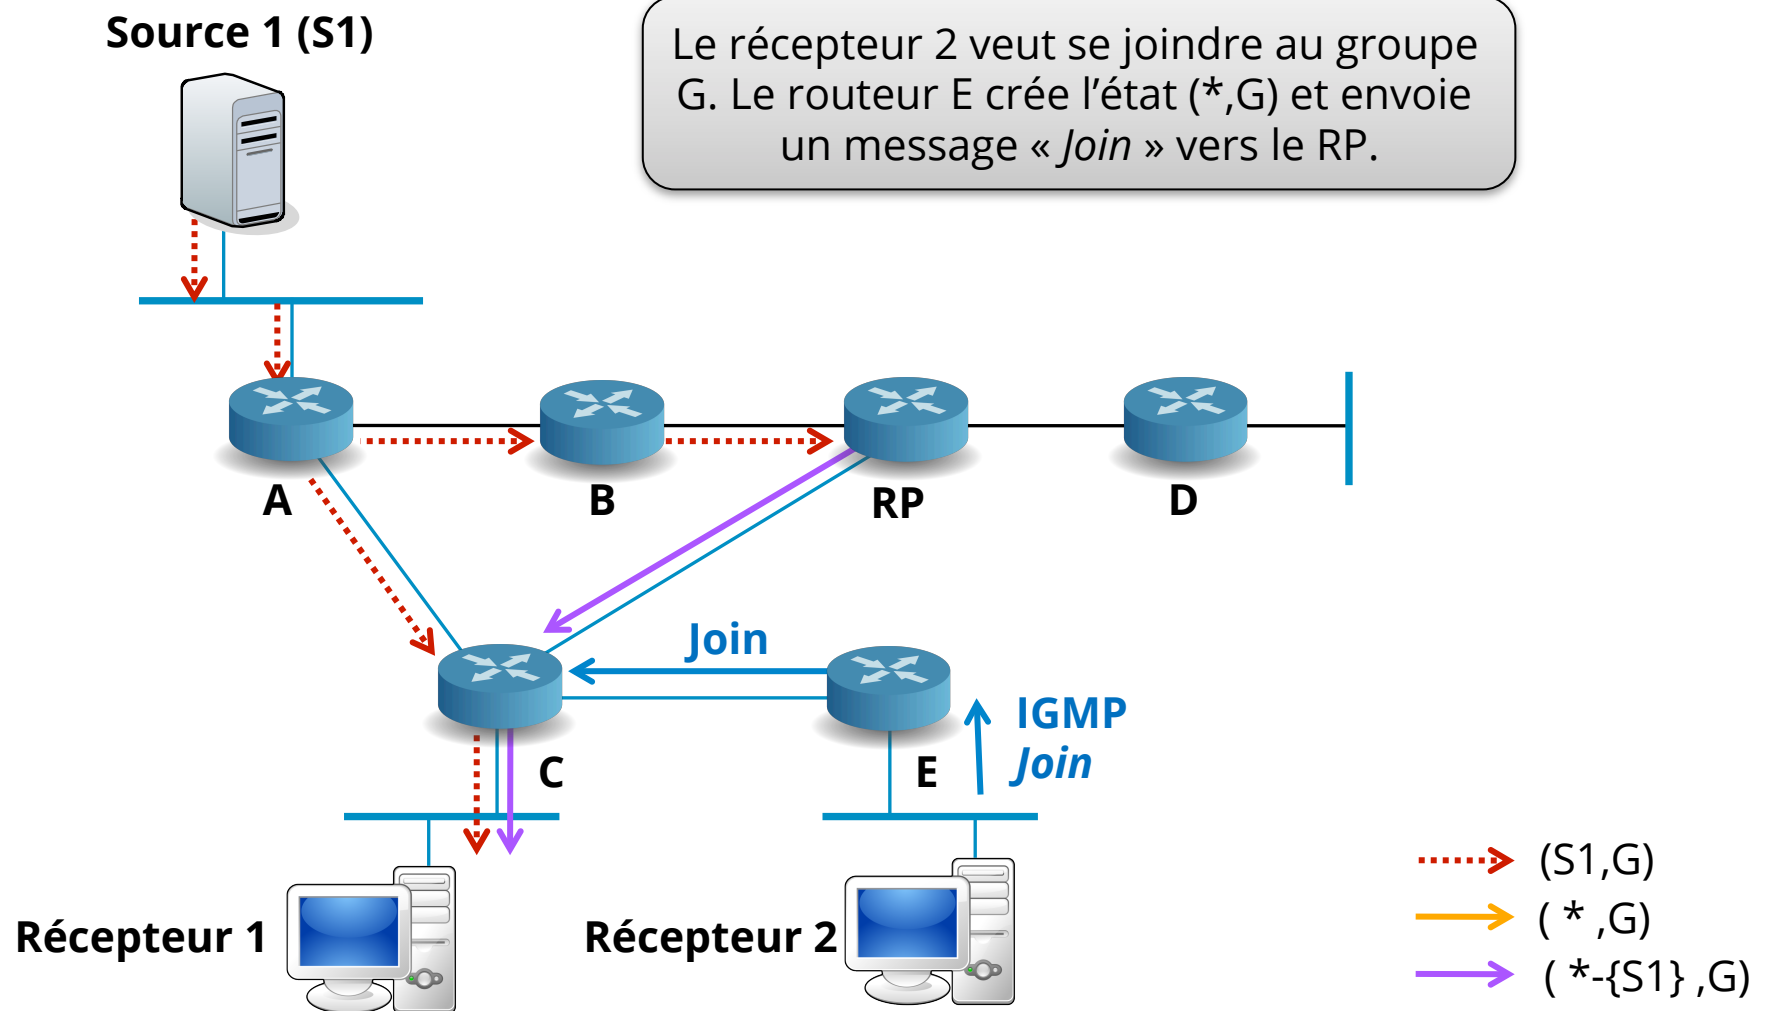 Source 1 (S1)
Le récepteur 2 veut se joindre au groupe
G. Le routeur E crée l’état (*,G) et envoie
un message « Join » vers le RP.
A
B
RP
D
Join
IGMP
Join
C
E
Récepteur 1
Récepteur 2
(S1,G)
( * ,G)
( *-{S1} ,G)